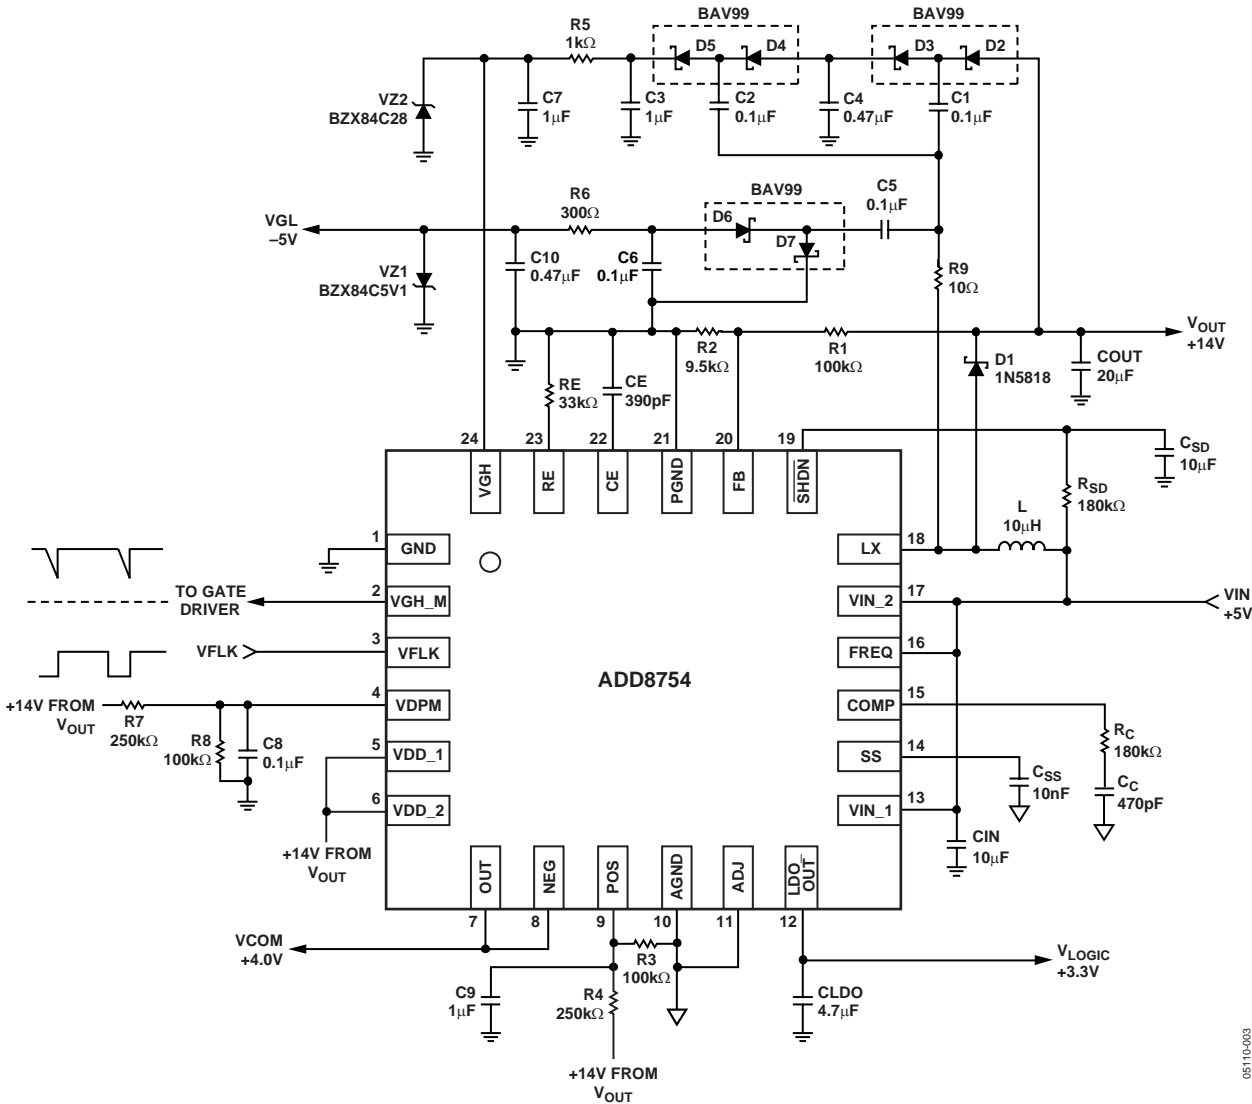 BAV99
BAV99
R5
1kΩ
D5
D4
D3
D2
VZ2
BZX84C28
C7
1μF
C3
1μF
C2
0.1μF
C4
0.47μF
C1
0.1μF
BAV99
R6
300Ω
C5
0.1μF
VGL
–5V
D6
D7
VZ1
BZX84C5V1
C10
0.47μF
C6
0.1μF
R9
10Ω
VOUT
+14V
R2
9.5kΩ
R1
100kΩ
D1
1N5818
COUT
20μF
RE
33kΩ
CE
390pF
24
23
22
21
20
19
VGH
RE
CE
PGND
FB
SHDN
CSD
10μF
RSD
180kΩ
L
10μH
1
GND
18
LX
TO GATE
DRIVER
2
VGH_M
17
VIN_2
VIN
+5V
VFLK
3
VFLK
16
FREQ
ADD8754
+14V FROM
VOUT
R7
250kΩ
R8
100kΩ
C8
0.1μF
4
VDPM
15
COMP
RC
180kΩ
5
VDD_1
14
SS
CSS
10nF
CC
470pF
6
VDD_2
13
VIN_1
CIN
10μF
+14V FROM
VOUT
OUT
NEG
POS
AGND
ADJ
LDO_
OUT
7
8
9
10
11
12
VCOM
+4.0V
R3
100kΩ
VLOGIC
+3.3V
C9
1μF
R4
250kΩ
CLDO
4.7μF
+14V FROM
VOUT
05110-003